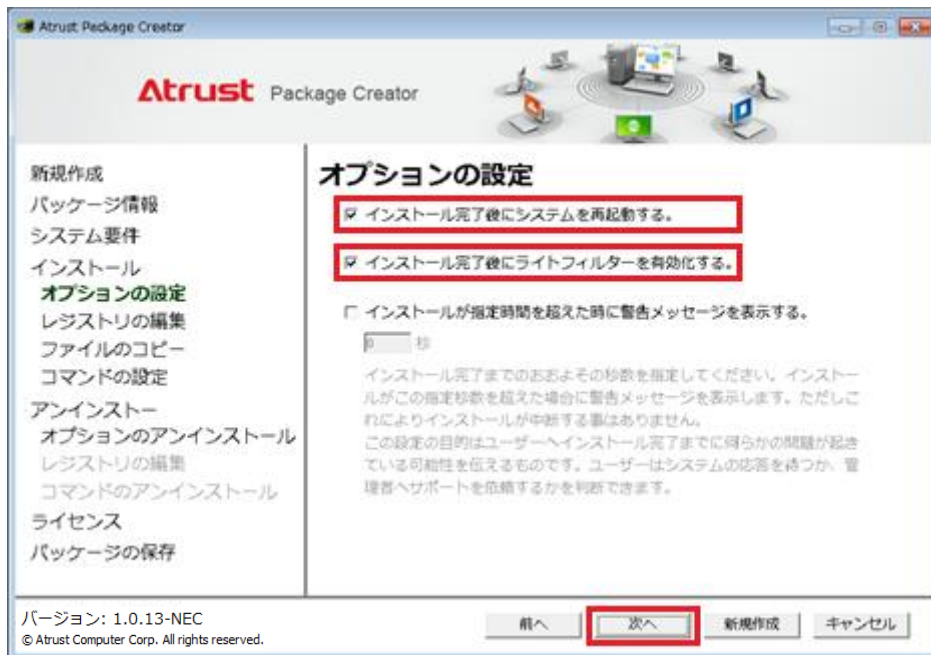 Atrust Package Creator
Atrust Package Creator
新規作成
パッケージ情報
システム要件
インストール
オプションの設定
レジストリの編集
ファイルのコピー
コマンドの設定
アンインストー
オプションのアンインストール
レジストリの編集
コマンドのアンインストール
ライセンス
パッケージの保存
オプションの設定
インストール完了後にシステムを再起動する。
インストール完了後にライトフィルターを有効化する。
インストールが指定時間を超えた時に警告メッセージを表示する。
0 秒
インストール完了までのおおよその秒数を指定してください。インストー
ルがこの指定秒数を超えた場合に警告メッセージを表示します。ただしこ
れによりインストールが中断する事はありません。
この設定の目的はユーザーへインストール完了までに何らかの問題が起き
ている可能性を伝えるものです。ユーザーはシステムの応答を待つか、管
理者へサポートを依頼するかを判断できます。
バージョン: 1.0.13-NEC
© Atrust Computer Corp. All rights reserved.
前へ 次へ 新規作成 キャンセル